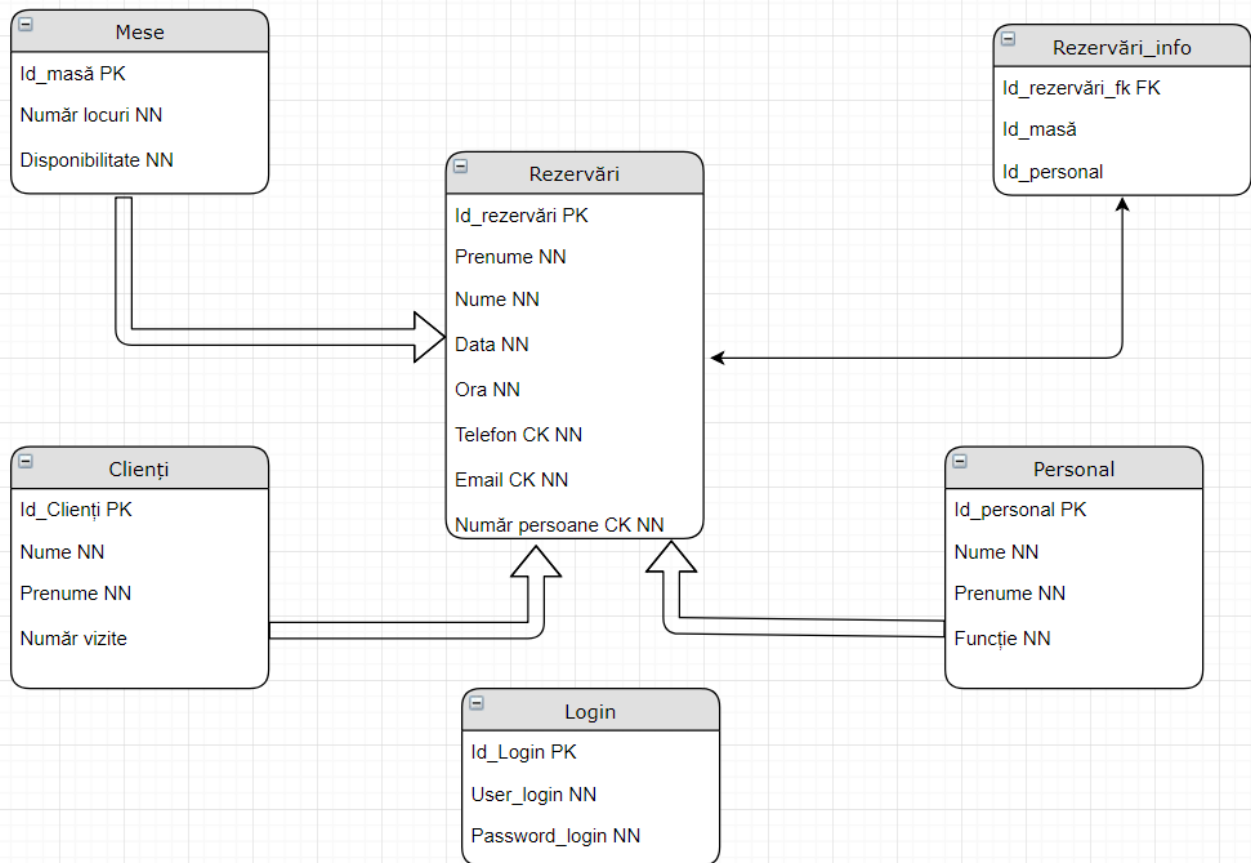 Mese
Id_masă PK
Număr locuri NN
Disponibilitate NN
Rezervări_info
Id_rezervări_fk FK
Id_masă
Id_personal
Rezervări
Id_rezervări PK
Prenume NN
Nume NN
Data NN
Ora NN
Telefon CK NN
Email CK NN
Număr persoane CK NN
Clienți
Id_Clienți PK
Nume NN
Prenume NN
Număr vizite
Personal
Id_personal PK
Nume NN
Prenume NN
Funcție NN
Login
Id_Login PK
User_login NN
Password_login NN